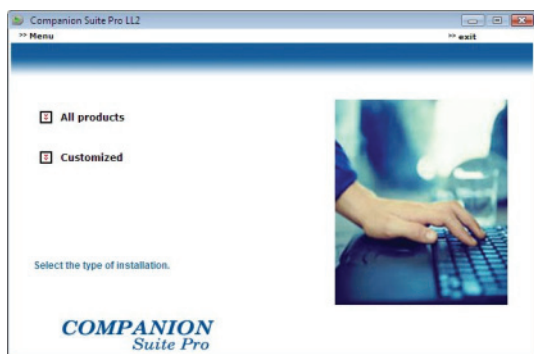 Companion Suite Pro LL2
>> Menu
>> exit
All products
Customized
Select the type of installation.
COMPANION
Suite Pro